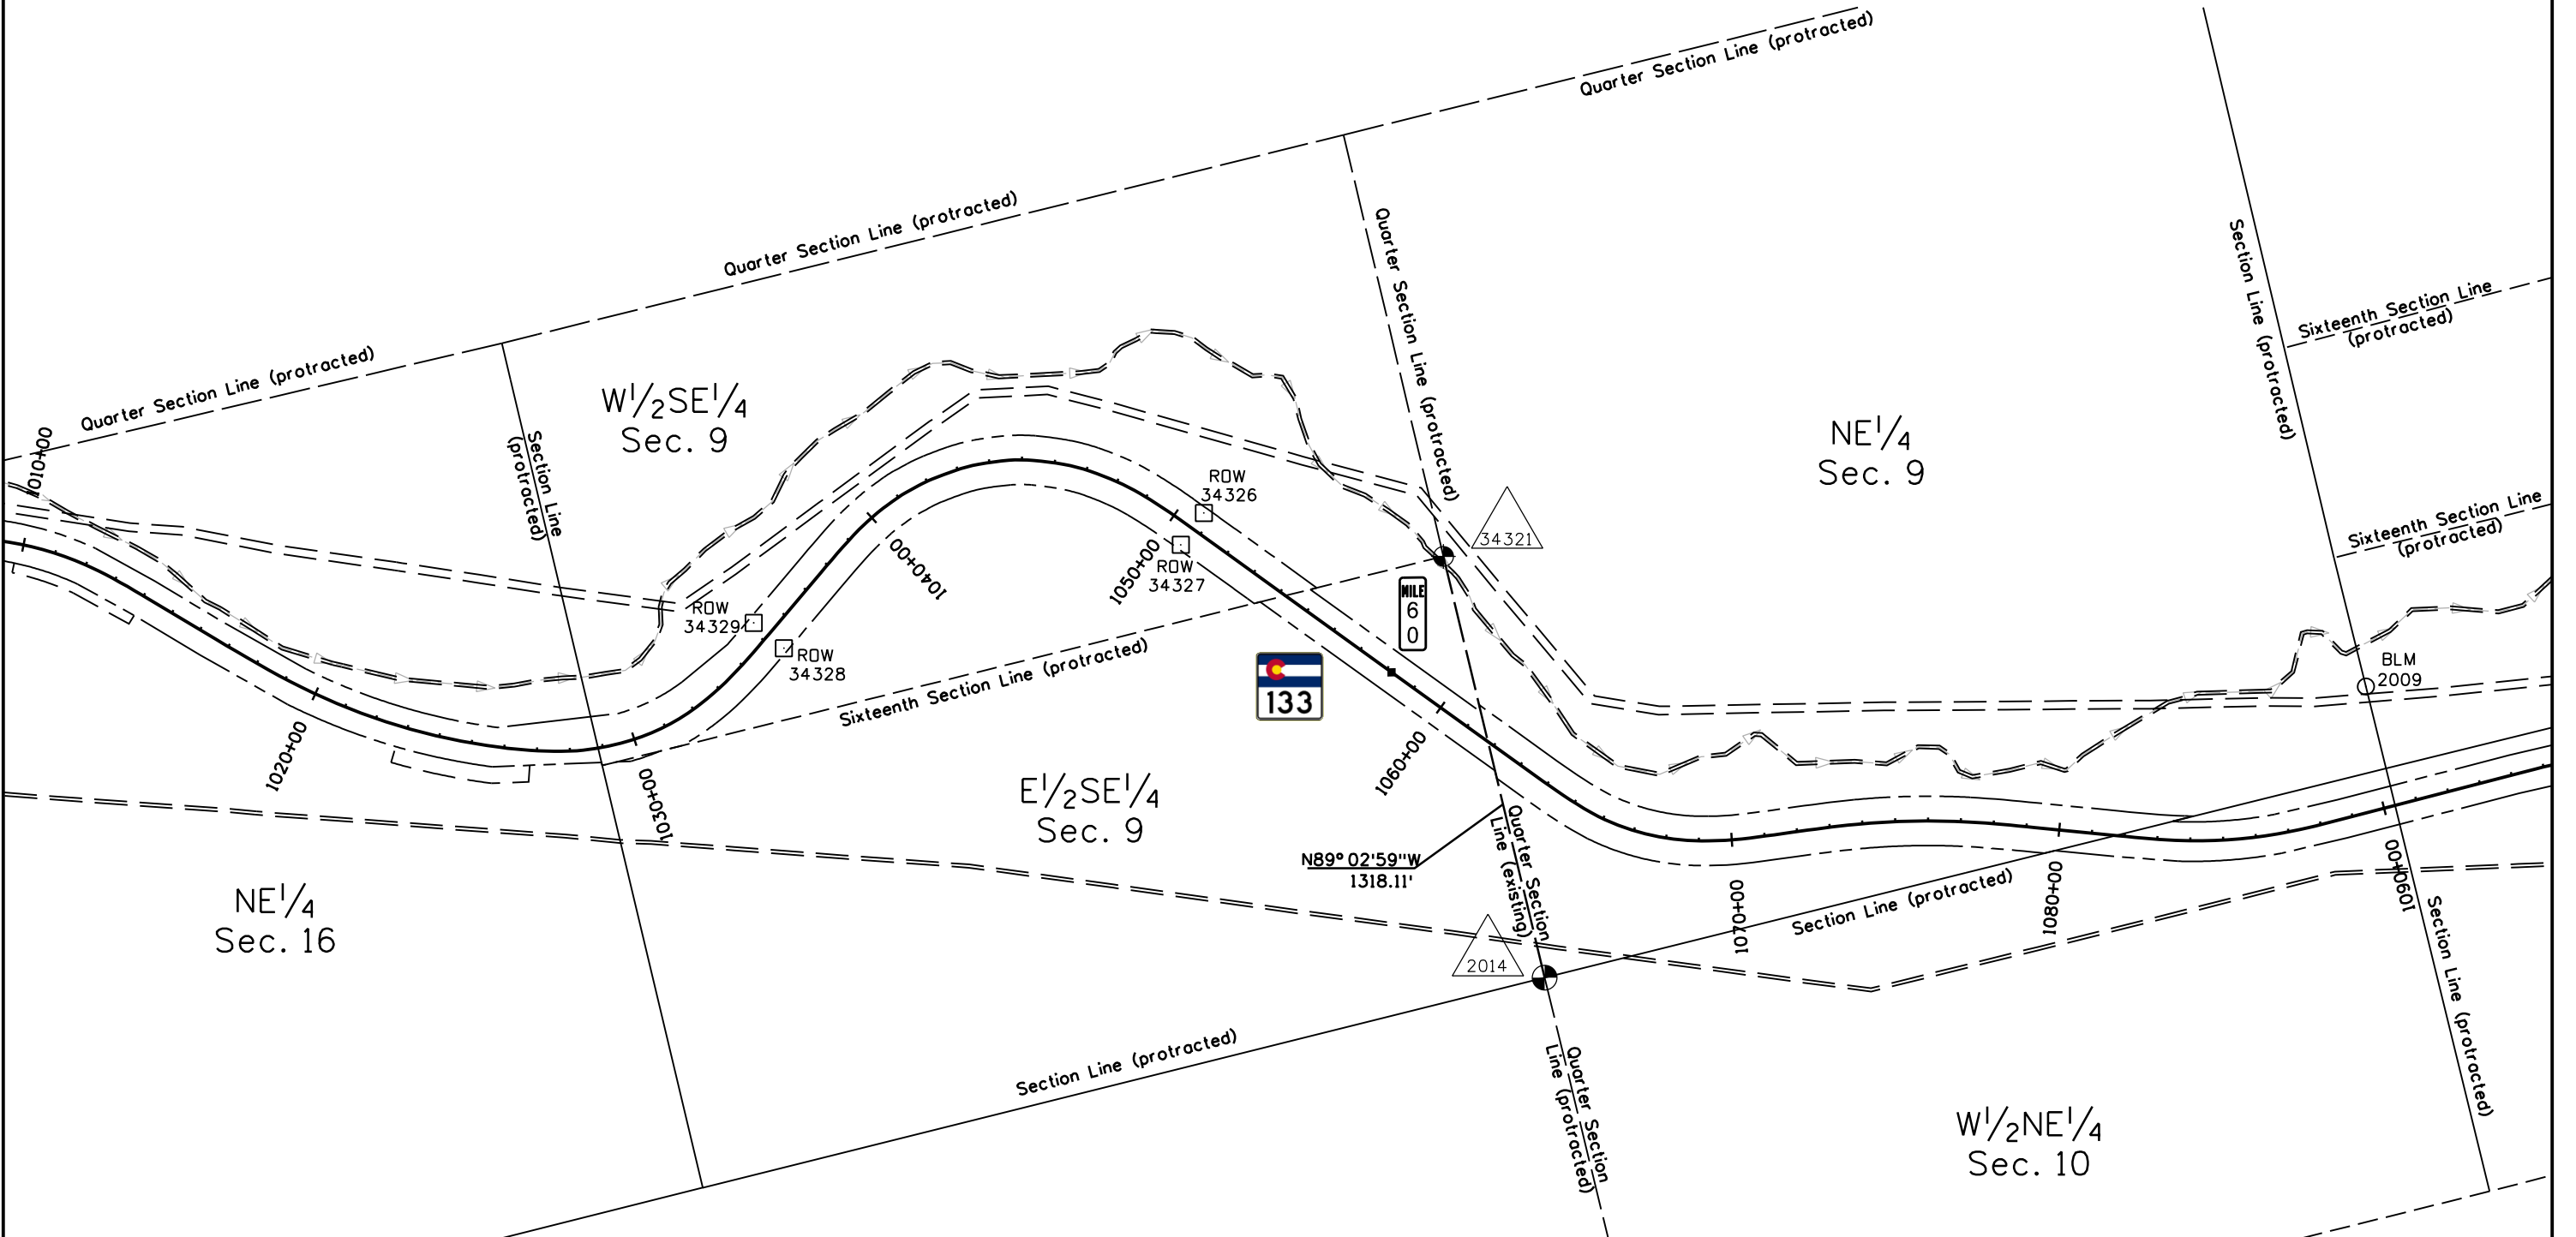 Quarter Section Line (protracted)
Quarter Section Line (protracted)
Quarter Section Line (protracted)
Quarter Section Line (protracted)
Section Line (protracted)
Sixteenth Section Line
(protracted)
W1/2SE1/4
Sec. 9
NE1/4
Sec. 9
Section Line
(protracted)
1010+00
ROW
34326
34321
Sixteenth Section Line
(protracted)
ROW
34327
1050+00
1040+00
MILE
6
0
ROW
34329
ROW
34328
Sixteenth Section Line (protracted)
133
BLM
2009
1020+00
1030+00
E1/2SE1/4
Sec. 9
1060+00
N89° 02'59"W
1318.11'
Quarter Section
Line (existing)
NE1/4
Sec. 16
2014
1070+00
Section Line (protracted)
1080+00
1090+00
Section Line (protracted)
Section Line (protracted)
Quarter Section
Line (protracted)
W1/2NE1/4
Sec. 10